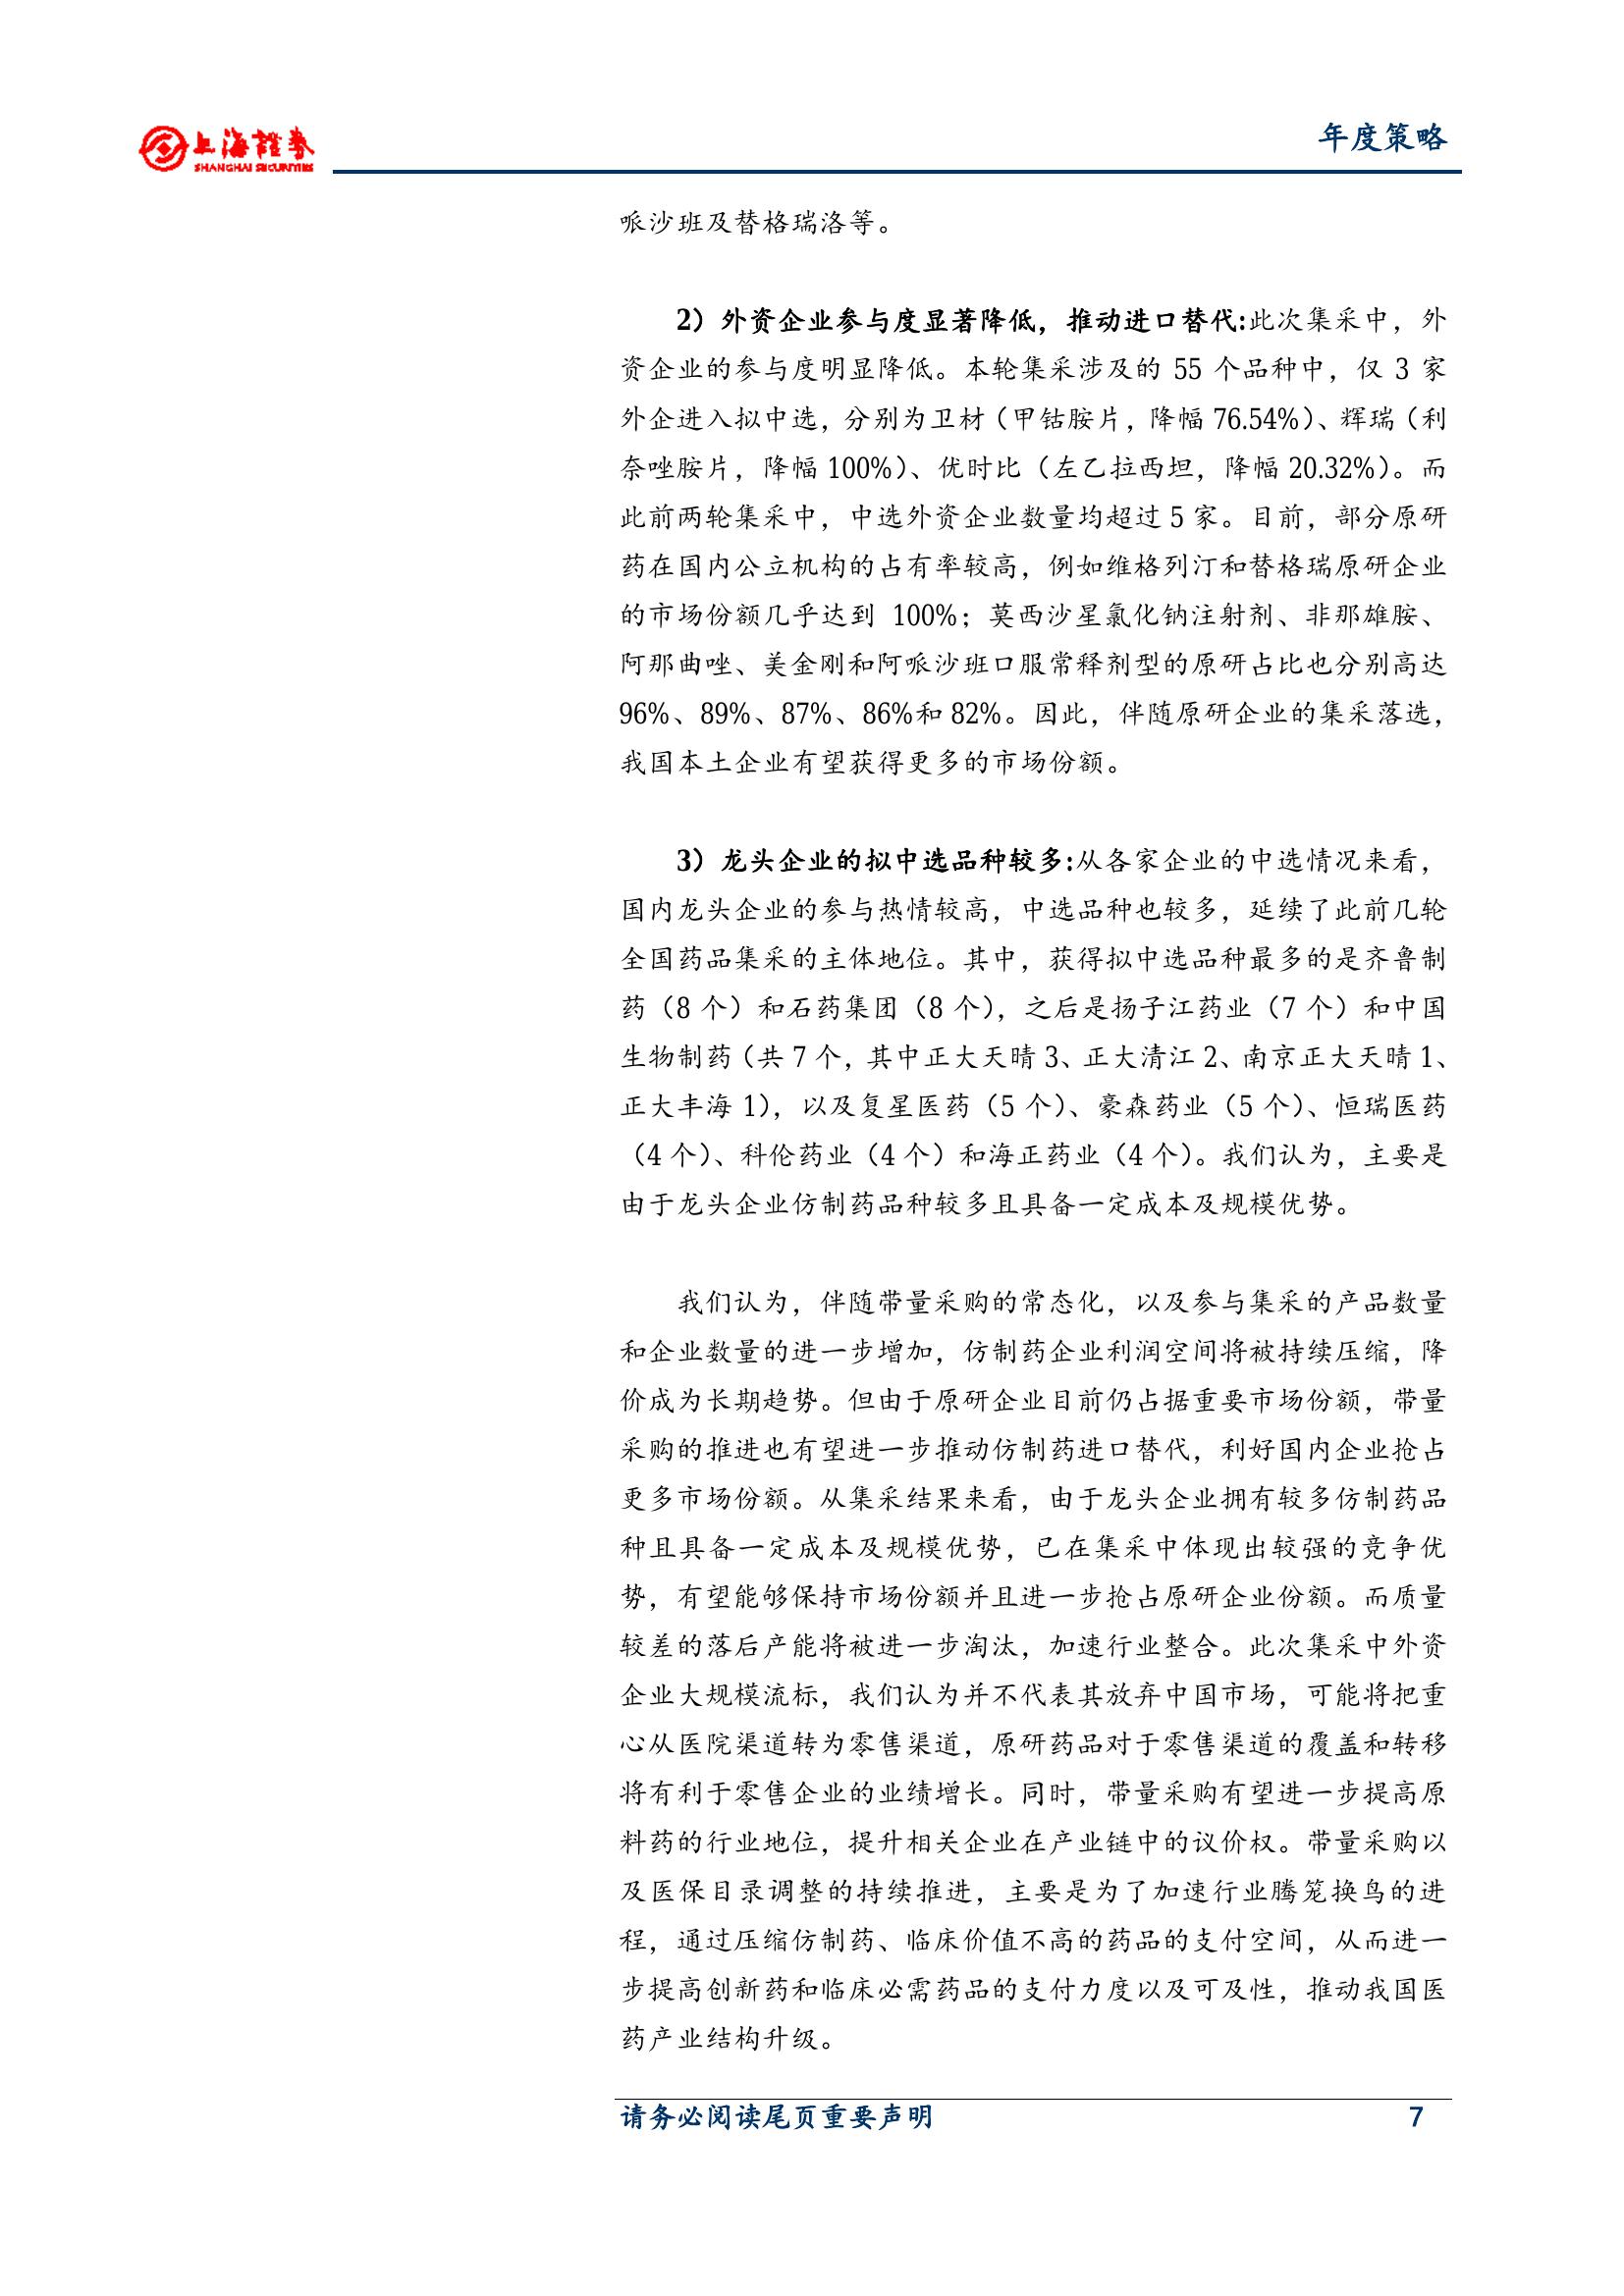 上海證券
SHANGHAI SECURITIES
年度策略
哌沙班及替格瑞洛等。
2）外资企业参与度显著降低，推动进口替代:此次集采中，外
资企业的参与度明显降低。本轮集采涉及的 55 个品种中，仅 3 家
外企进入拟中选，分别为卫材（甲钴胺片，降幅 76.54%）、辉瑞（利
奈唑胺片，降幅 100%）、优时比（左乙拉西坦，降幅 20.32%）。而
此前两轮集采中，中选外资企业数量均超过 5 家。目前，部分原研
药在国内公立机构的占有率较高，例如维格列汀和替格瑞原研企业
的市场份额几乎达到 100%；莫西沙星氯化钠注射剂、非那雄胺、
阿那曲唑、美金刚和阿哌沙班口服常释剂型的原研占比也分别高达
96%、89%、87%、86%和 82%。因此，伴随原研企业的集采落选，
我国本土企业有望获得更多的市场份额。
3）龙头企业的拟中选品种较多:从各家企业的中选情况来看，
国内龙头企业的参与热情较高，中选品种也较多，延续了此前几轮
全国药品集采的主体地位。其中，获得拟中选品种最多的是齐鲁制
药（8 个）和石药集团（8 个），之后是扬子江药业（7 个）和中国
生物制药（共 7 个，其中正大天晴 3、正大清江 2、南京正大天晴 1、
正大丰海 1），以及复星医药（5 个）、豪森药业（5 个）、恒瑞医药
（4 个）、科伦药业（4 个）和海正药业（4 个）。我们认为，主要是
由于龙头企业仿制药品种较多且具备一定成本及规模优势。
我们认为，伴随带量采购的常态化，以及参与集采的产品数量
和企业数量的进一步增加，仿制药企业利润空间将被持续压缩，降
价成为长期趋势。但由于原研企业目前仍占据重要市场份额，带量
采购的推进也有望进一步推动仿制药进口替代，利好国内企业抢占
更多市场份额。从集采结果来看，由于龙头企业拥有较多仿制药品
种且具备一定成本及规模优势，已在集采中体现出较强的竞争优
势，有望能够保持市场份额并且进一步抢占原研企业份额。而质量
较差的落后产能将被进一步淘汰，加速行业整合。此次集采中外资
企业大规模流标，我们认为并不代表其放弃中国市场，可能将把重
心从医院渠道转为零售渠道，原研药品对于零售渠道的覆盖和转移
将有利于零售企业的业绩增长。同时，带量采购有望进一步提高原
料药的行业地位，提升相关企业在产业链中的议价权。带量采购以
及医保目录调整的持续推进，主要是为了加速行业腾笼换鸟的进
程，通过压缩仿制药、临床价值不高的药品的支付空间，从而进一
步提高创新药和临床必需药品的支付力度以及可及性，推动我国医
药产业结构升级。
请务必阅读尾页重要声明
7